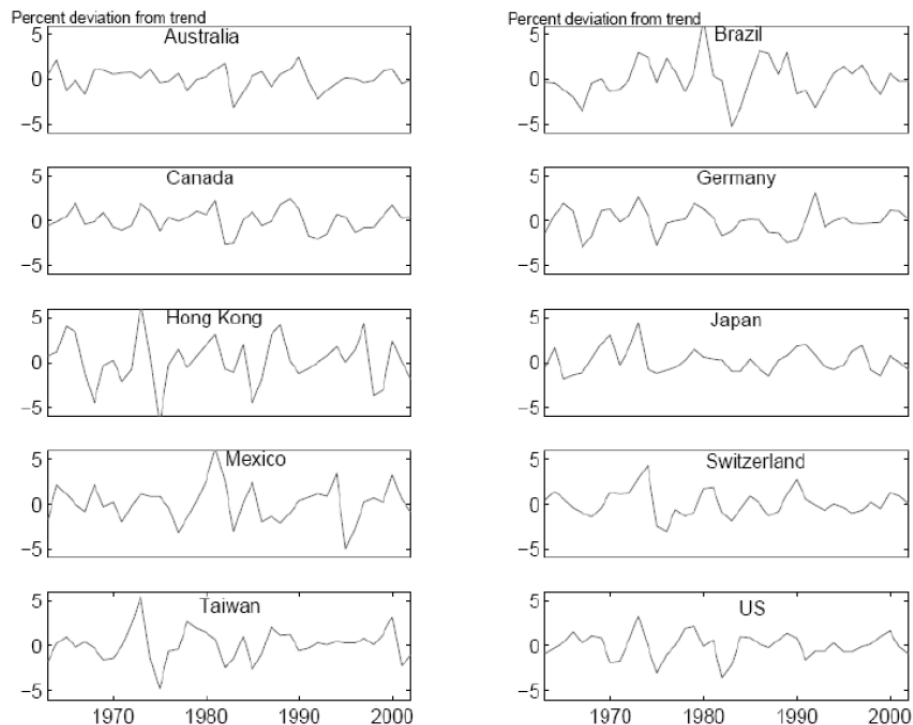 Percent deviation from trend
Australia
5
0
−5
Percent deviation from trend
Brazil
5
0
−5
Canada
5
0
−5
Germany
5
0
−5
Hong Kong
5
0
−5
Japan
5
0
−5
Mexico
5
0
−5
Switzerland
5
0
−5
Taiwan
5
0
−5
1970 1980 1990 2000
US
5
0
−5
1970 1980 1990 2000